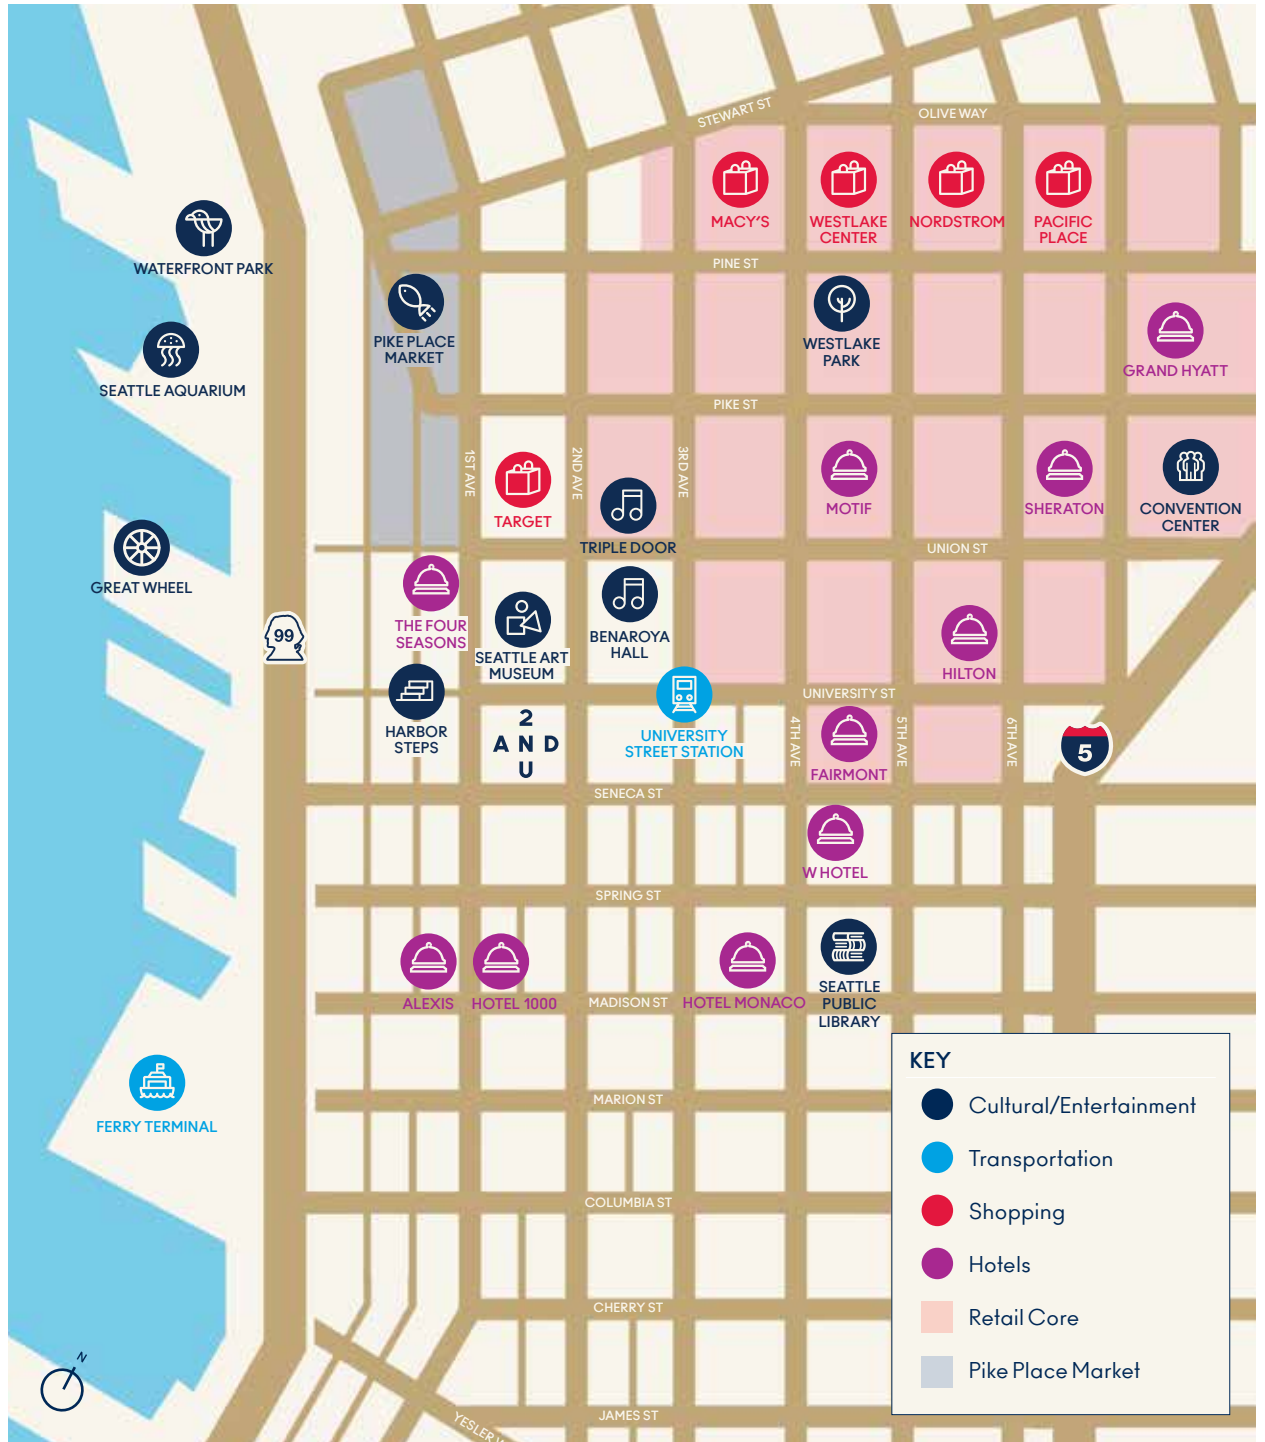 STEWART ST
OLIVE WAY
MACY'S
WESTLAKE
CENTER
NORDSTROM
PACIFIC
PLACE
WATERFRONT PARK
PINE ST
PIKE PLACE
MARKET
WESTLAKE
PARK
GRAND HYATT
SEATTLE AQUARIUM
PIKE ST
1ST AVE
2ND AVE
3RD AVE
TARGET
MOTIF
SHERATON
CONVENTION
CENTER
TRIPLE DOOR
UNION ST
GREAT WHEEL
99
THE FOUR
SEASONS
SEATTLE ART
MUSEUM
BENAROYA
HALL
HILTON
UNIVERSITY ST
HARBOR
STEPS
2
AND
U
UNIVERSITY
STREET STATION
4TH AVE
5TH AVE
6TH AVE
FAIRMONT
5
SENECA ST
W HOTEL
SPRING ST
ALEXIS
HOTEL 1000
MADISON ST
HOTEL MONACO
SEATTLE
PUBLIC
LIBRARY
FERRY TERMINAL
MARION ST
COLUMBIA ST
CHERRY ST
JAMES ST
YESLER
N
KEY
Cultural/Entertainment
Transportation
Shopping
Hotels
Retail Core
Pike Place Market